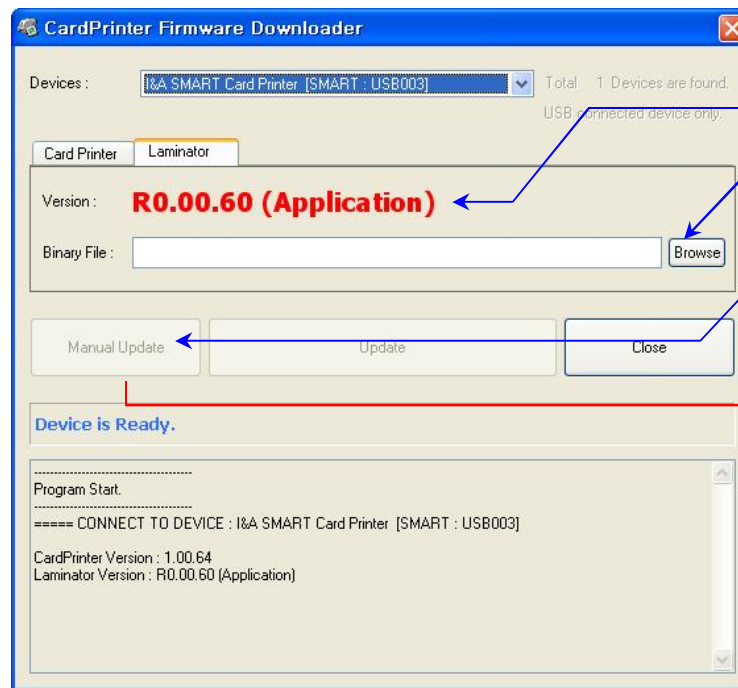 CardPrinter Firmware Downloader
Devices : I&A SMART Card Printer [SMART : USB003] Total 1 Devices are found.
USB connected device only.
Card Printer Laminator
Version : R0.00.60 (Application)
Binary File : Browse
Manual Update Update Close
Device is Ready.
----------------------------------------
Program Start.
----------------------------------------
===== CONNECT TO DEVICE : I&A SMART Card Printer [SMART : USB003]
CardPrinter Version : 1.00.64
Laminator Version : R0.00.60 (Application)